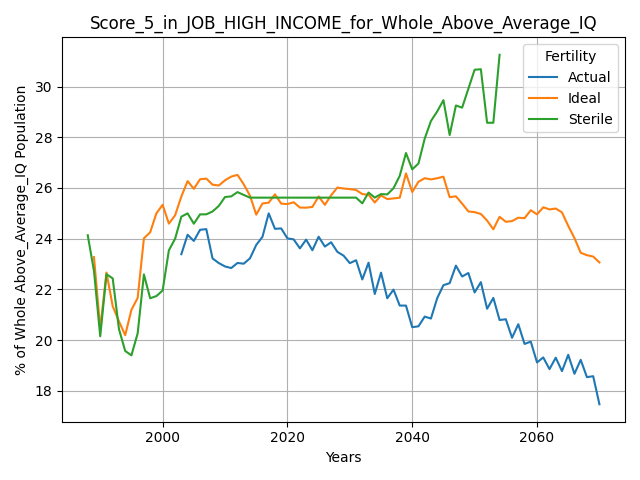 Score_5_in_JOB_HIGH_INCOME_for_Whole_Above_Average_IQ
Fertility
Actual
Ideal
Sterile
% of Whole Above_Average_IQ Population
30
28
26
24
22
20
18
2000
2020
2040
2060
Years